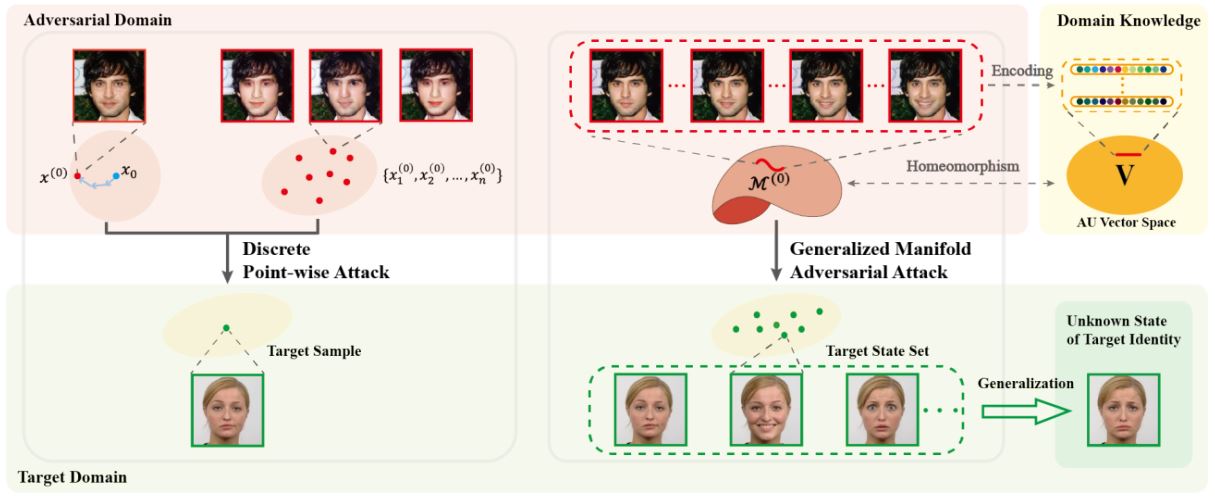 Adversarial Domain
Domain Knowledge
Encoding
x^{(0)}
x_0
{x_1^{(0)}, x_2^{(0)}, ..., x_n^{(0)}}
ℳ^{(0)}
Homeomorphism
V
AU Vector Space
Discrete
Point-wise Attack
Generalized Manifold
Adversarial Attack
Target Sample
Target State Set
Unknown State
of Target Identity
Generalization
Target Domain